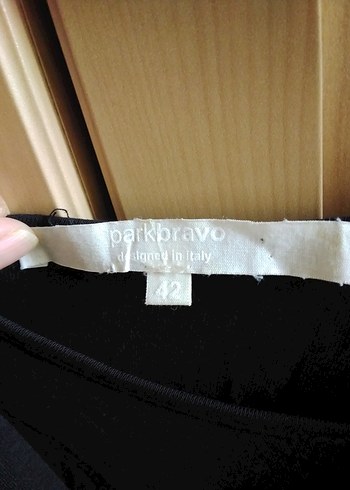 parkbravo
designed in italy
42